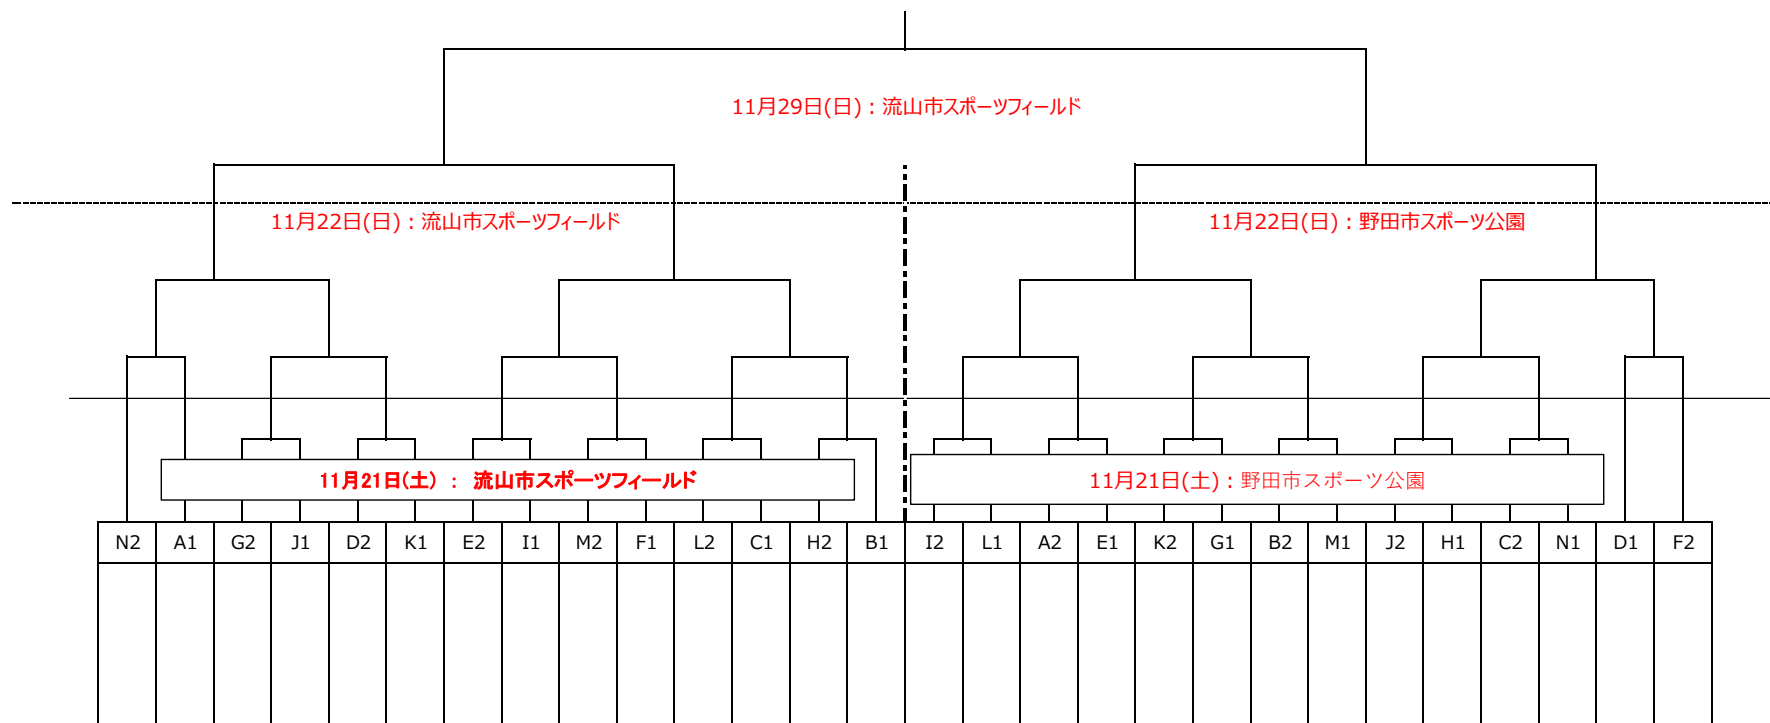 11月29日(日)：流山市スポーツフィールド
11月22日(日)：流山市スポーツフィールド
11月22日(日)：野田市スポーツ公園
11月21日(土) ： 流山市スポーツフィールド
11月21日(土)：野田市スポーツ公園
N2 A1 G2 J1 D2 K1 E2 I1 M2 F1 L2 C1 H2 B1 I2 L1 A2 E1 K2 G1 B2 M1 J2 H1 C2 N1 D1 F2